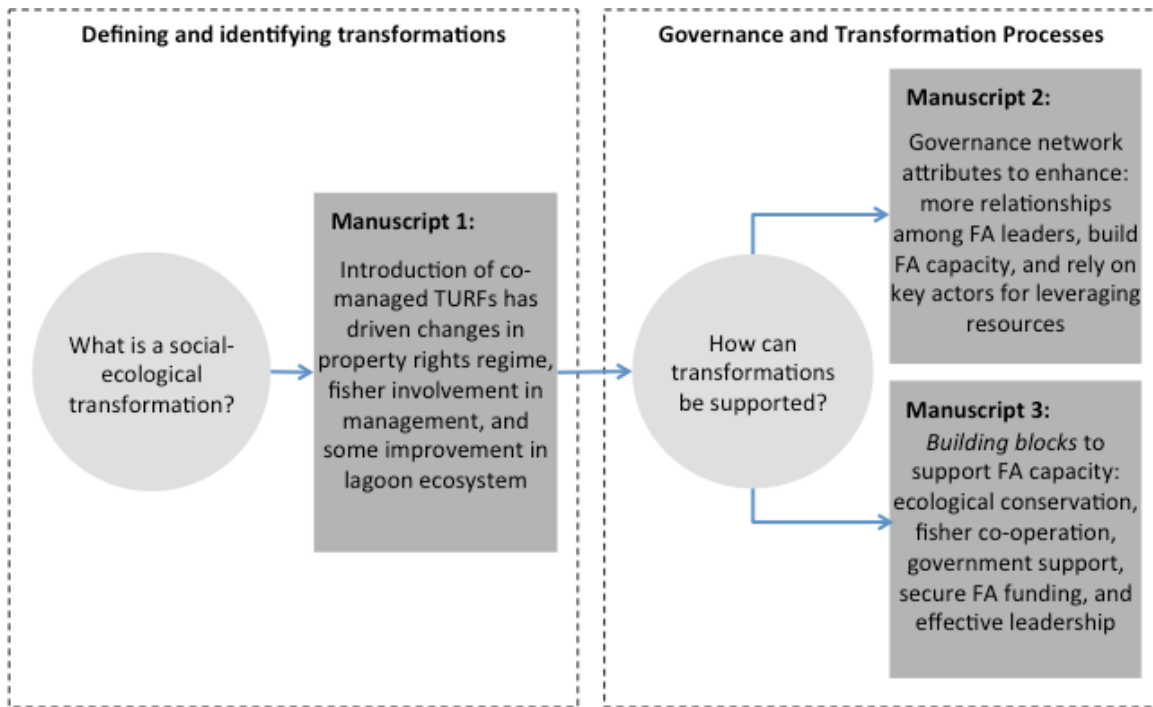 Defining and identifying transformations
What is a social-
ecological
transformation?
Manuscript 1:
Introduction of co-
managed TURFs has
driven changes in
property rights regime,
fisher involvement in
management, and
some improvement in
lagoon ecosystem
Governance and Transformation Processes
How can
transformations
be supported?
Manuscript 2:
Governance network
attributes to enhance:
more relationships
among FA leaders, build
FA capacity, and rely on
key actors for leveraging
resources
Manuscript 3:
Building blocks to
support FA capacity:
ecological conservation,
fisher co-operation,
government support,
secure FA funding, and
effective leadership